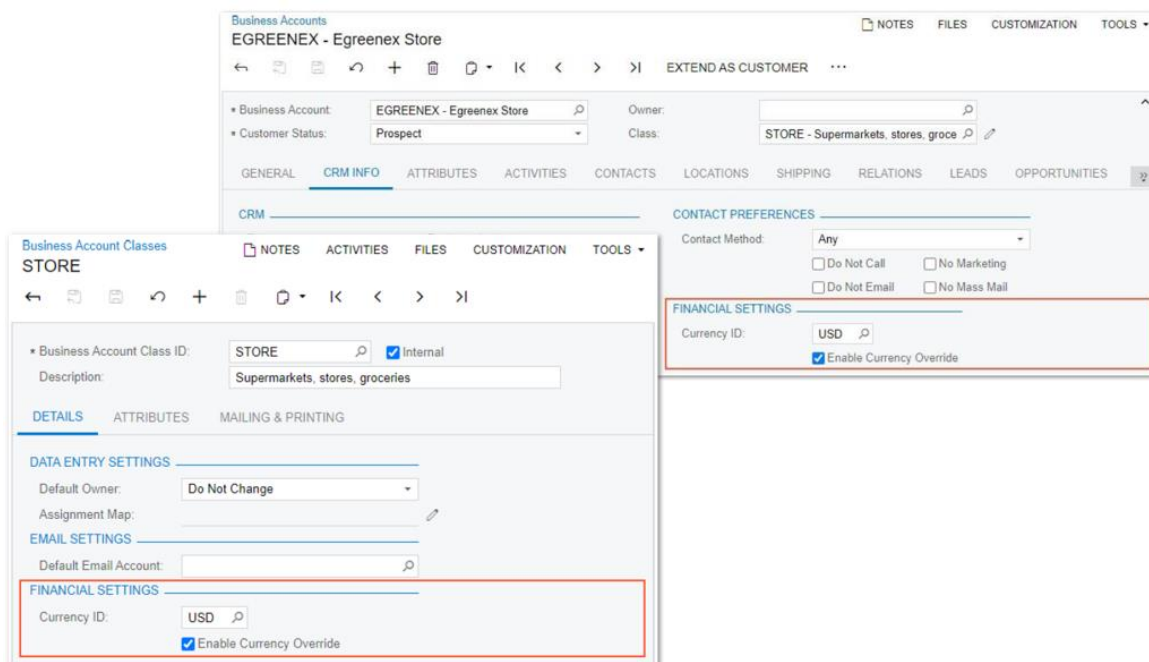 Business Accounts
NOTES FILES CUSTOMIZATION TOOLS
EGREENEX - Egreenex Store
EXTEND AS CUSTOMER ...
* Business Account: EGREENEX - Egreenex Store Owner:
* Customer Status: Prospect Class: STORE - Supermarkets, stores, groce
GENERAL CRM INFO ATTRIBUTES ACTIVITIES CONTACTS LOCATIONS SHIPPING RELATIONS LEADS OPPORTUNITIES
CRM CONTACT PREFERENCES
Contact Method: Any
Do Not Call No Marketing
Do Not Email No Mass Mail
FINANCIAL SETTINGS
Currency ID: USD
Enable Currency Override
Business Account Classes
NOTES ACTIVITIES FILES CUSTOMIZATION TOOLS
STORE
* Business Account Class ID: STORE Internal
Description: Supermarkets, stores, groceries
DETAILS ATTRIBUTES MAILING & PRINTING
DATA ENTRY SETTINGS
Default Owner: Do Not Change
Assignment Map:
EMAIL SETTINGS
Default Email Account:
FINANCIAL SETTINGS
Currency ID: USD
Enable Currency Override